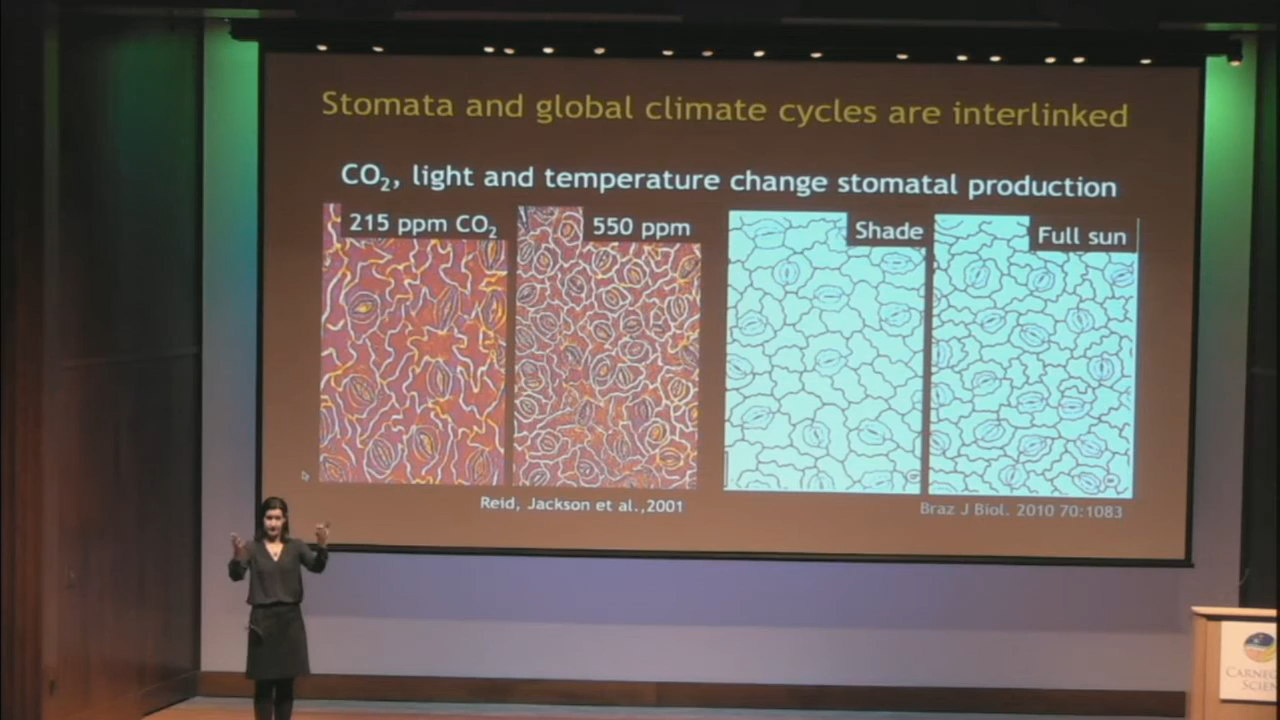 Stomata and global climate cycles are interlinked
CO₂, light and temperature change stomatal production
215 ppm CO₂
550 ppm
Shade
Full sun
Reid, Jackson et al.,2001
Braz J Biol. 2010 70:1083